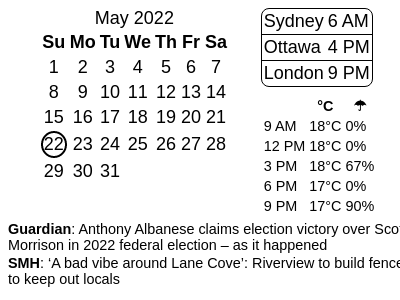 May 2022
Su Mo Tu We Th Fr Sa
1 2 3 4 5 6 7
8 9 10 11 12 13 14
15 16 17 18 19 20 21
22 23 24 25 26 27 28
29 30 31
Sydney 6 AM
Ottawa 4 PM
London 9 PM
°C ☂
9 AM 18°C 0%
12 PM 18°C 0%
3 PM 18°C 67%
6 PM 17°C 0%
9 PM 17°C 90%
Guardian: Anthony Albanese claims election victory over Sco
Morrison in 2022 federal election – as it happened
SMH: ‘A bad vibe around Lane Cove’: Riverview to build fence
to keep out locals